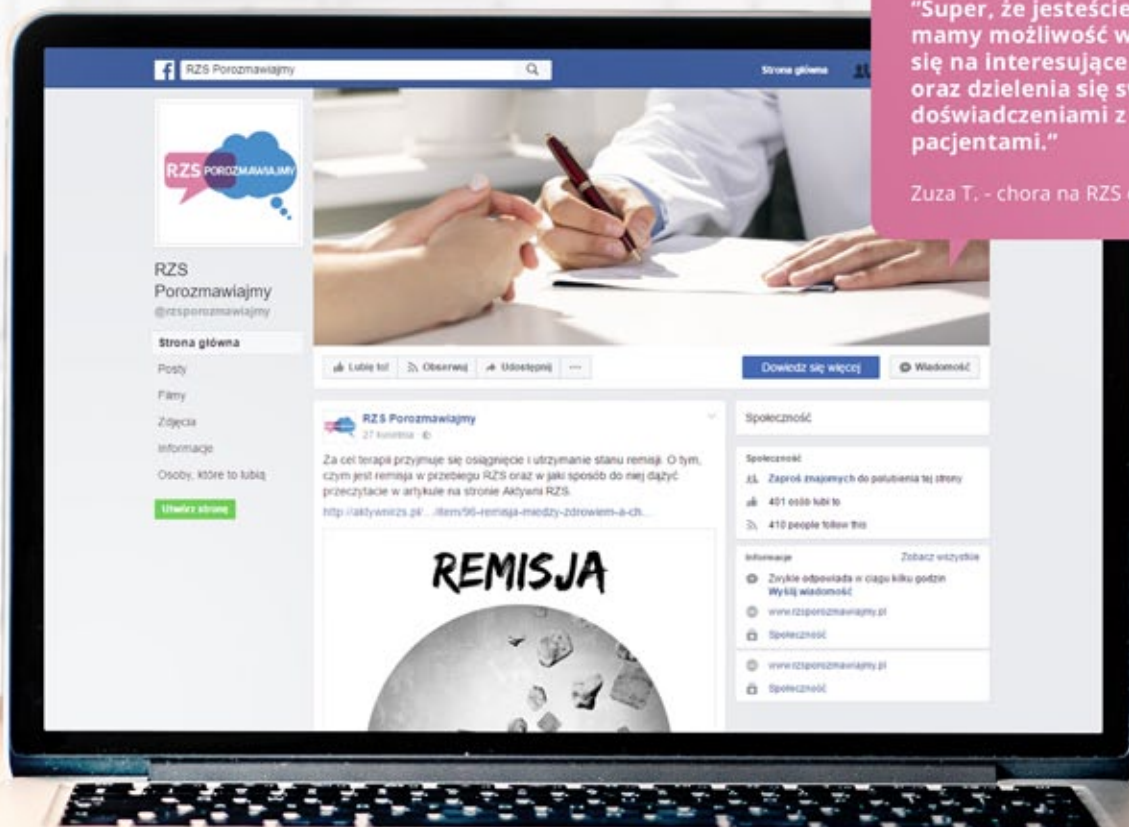 "Super, że jesteście
mamy możliwość w
się na interesujące
oraz dzielenia się s
doświadczeniami z
pacjentami."
Zuza T. - chora na RZS
RZS Porozmawiajmy
Strona główna
RZS POROZMAWIAJMY
RZS
Porozmawiajmy
@rzsporozmawiajmy
Strona główna
Posty
Filmy
Zdjęcia
Informacje
Osoby, które to lubią
Utwórz stronę
Lubię to! Obserwuj Udostępnij ...
Dowiedz się więcej Wiadomość
RZS Porozmawiajmy
27 kwietnia
Za cel terapii przyjmuje się osiągnięcie i utrzymanie stanu remisji. O tym,
czym jest remisja w przebiegu RZS oraz w jaki sposób do niej dążyć
przeczytacie w artykule na stronie Aktywni RZS.
http://aktywnirzs.pl/.../item/96-remisja-miedzy-zdrowiem-a-ch...
REMISJA
Społeczność
Społeczność
Zaproś znajomych do polubienia tej strony
401 osób lubi to
410 people follow this
Informacje Zobacz wszystkie
Zwykle odpowiada w ciągu kilku godzin
Wyślij wiadomość
www.rzsporozmawiajmy.pl
Społeczność
www.rzsporozmawiajmy.pl
Społeczność